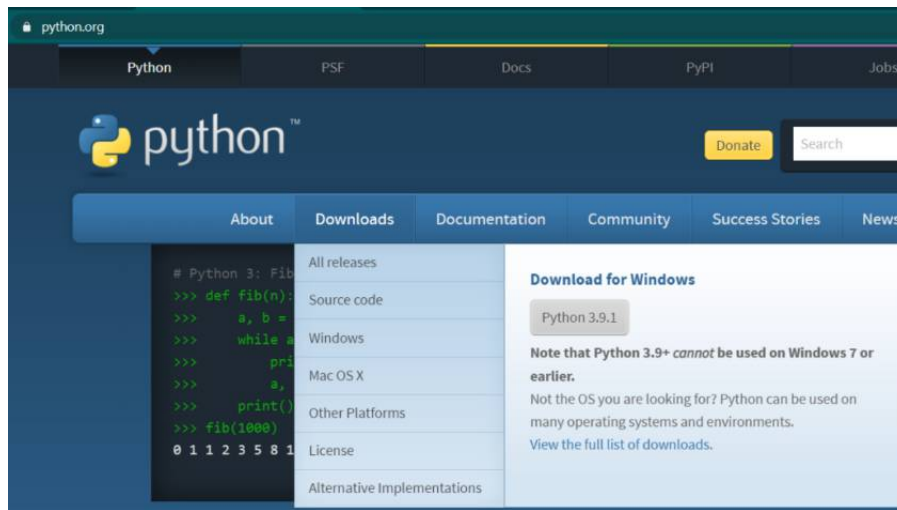 python.org
Python PSF Docs PyPI Jobs
python™
Donate Search
About Downloads Documentation Community Success Stories News
# Python 3: Fib
>>> def fib(n):
>>> a, b =
>>> while a
>>> pri
>>> a,
>>> print()
>>> fib(1000)
0 1 1 2 3 5 8 1
All releases
Source code
Windows
Mac OS X
Other Platforms
License
Alternative Implementations
Download for Windows
Python 3.9.1
Note that Python 3.9+ cannot be used on Windows 7 or
earlier.
Not the OS you are looking for? Python can be used on
many operating systems and environments.
View the full list of downloads.